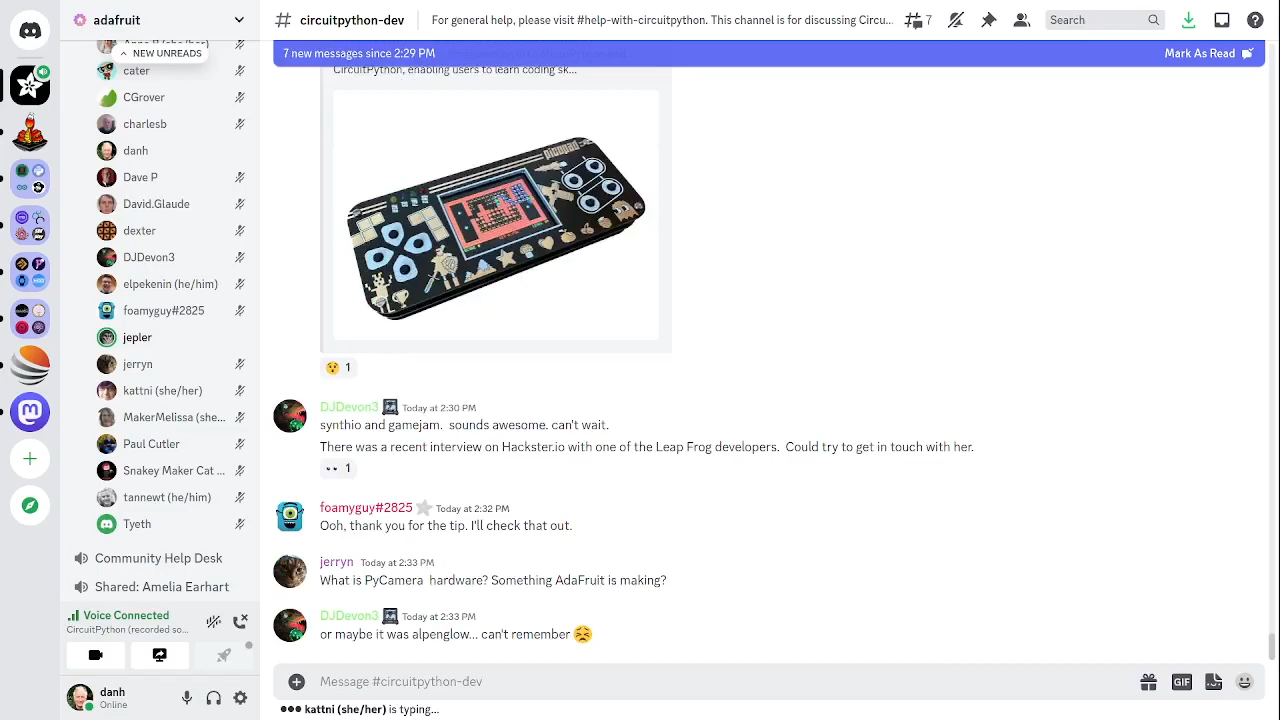 adafruit
# circuitpython-dev
For general help, please visit #help-with-circuitpython. This channel is for discussing Circu...
7
Search
7 new messages since 2:29 PM
Mark As Read
NEW UNREADS
cater
CGrover
charlesb
danh
Dave P
David.Glaude
dexter
DJDevon3
elpekenin (he/him)
foamyguy#2825
jepler
jerryn
kattni (she/her)
MakerMelissa (she...
Paul Cutler
Snakey Maker Cat ...
tannewt (he/him)
Tyeth
Community Help Desk
Shared: Amelia Earhart
Voice Connected
CircuitPython (recorded so...
danh
Online
CircuitPython, enabling users to learn coding sk...
picopad
1
DJDevon3 Today at 2:30 PM
synthio and gamejam. sounds awesome. can't wait.
There was a recent interview on Hackster.io with one of the Leap Frog developers. Could try to get in touch with her.
1
foamyguy#2825 Today at 2:32 PM
Ooh, thank you for the tip. I'll check that out.
jerryn Today at 2:33 PM
What is PyCamera hardware? Something AdaFruit is making?
DJDevon3 Today at 2:33 PM
or maybe it was alpenglow... can't remember
Message #circuitpython-dev
GIF
kattni (she/her) is typing...